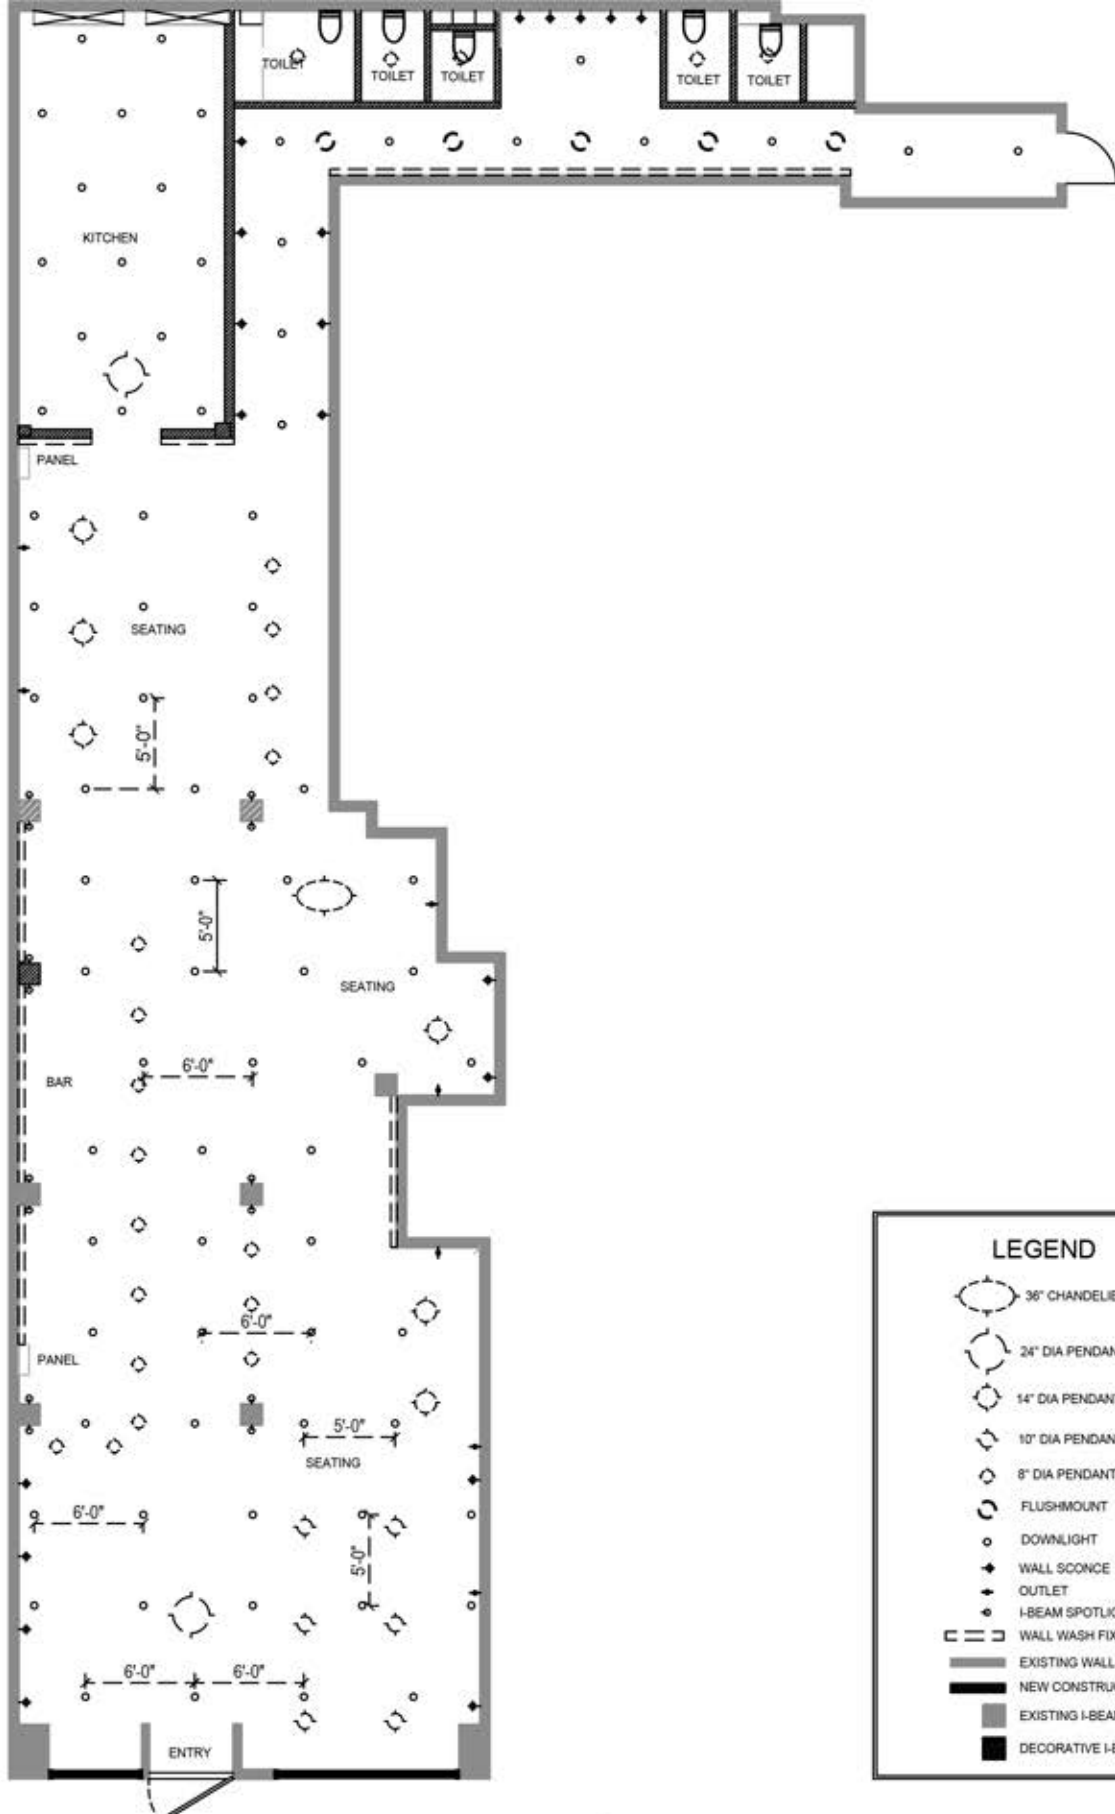 TOILET
TOILET
TOILET
TOILET
TOILET
KITCHEN
PANEL
SEATING
5'-0"
5'-0"
SEATING
6'-0"
BAR
6'-0"
PANEL
5'-0"
SEATING
6'-0"
5'-0"
6'-0"
6'-0"
ENTRY
LEGEND
36" CHANDELIE
24" DIA PENDAN
14" DIA PENDAN
10" DIA PENDAN
8" DIA PENDANT
FLUSHMOUNT
DOWNLIGHT
WALL SCONCE
OUTLET
I-BEAM SPOTLIG
WALL WASH FIX
EXISTING WALL
NEW CONSTRUC
EXISTING I-BEA
DECORATIVE I-B